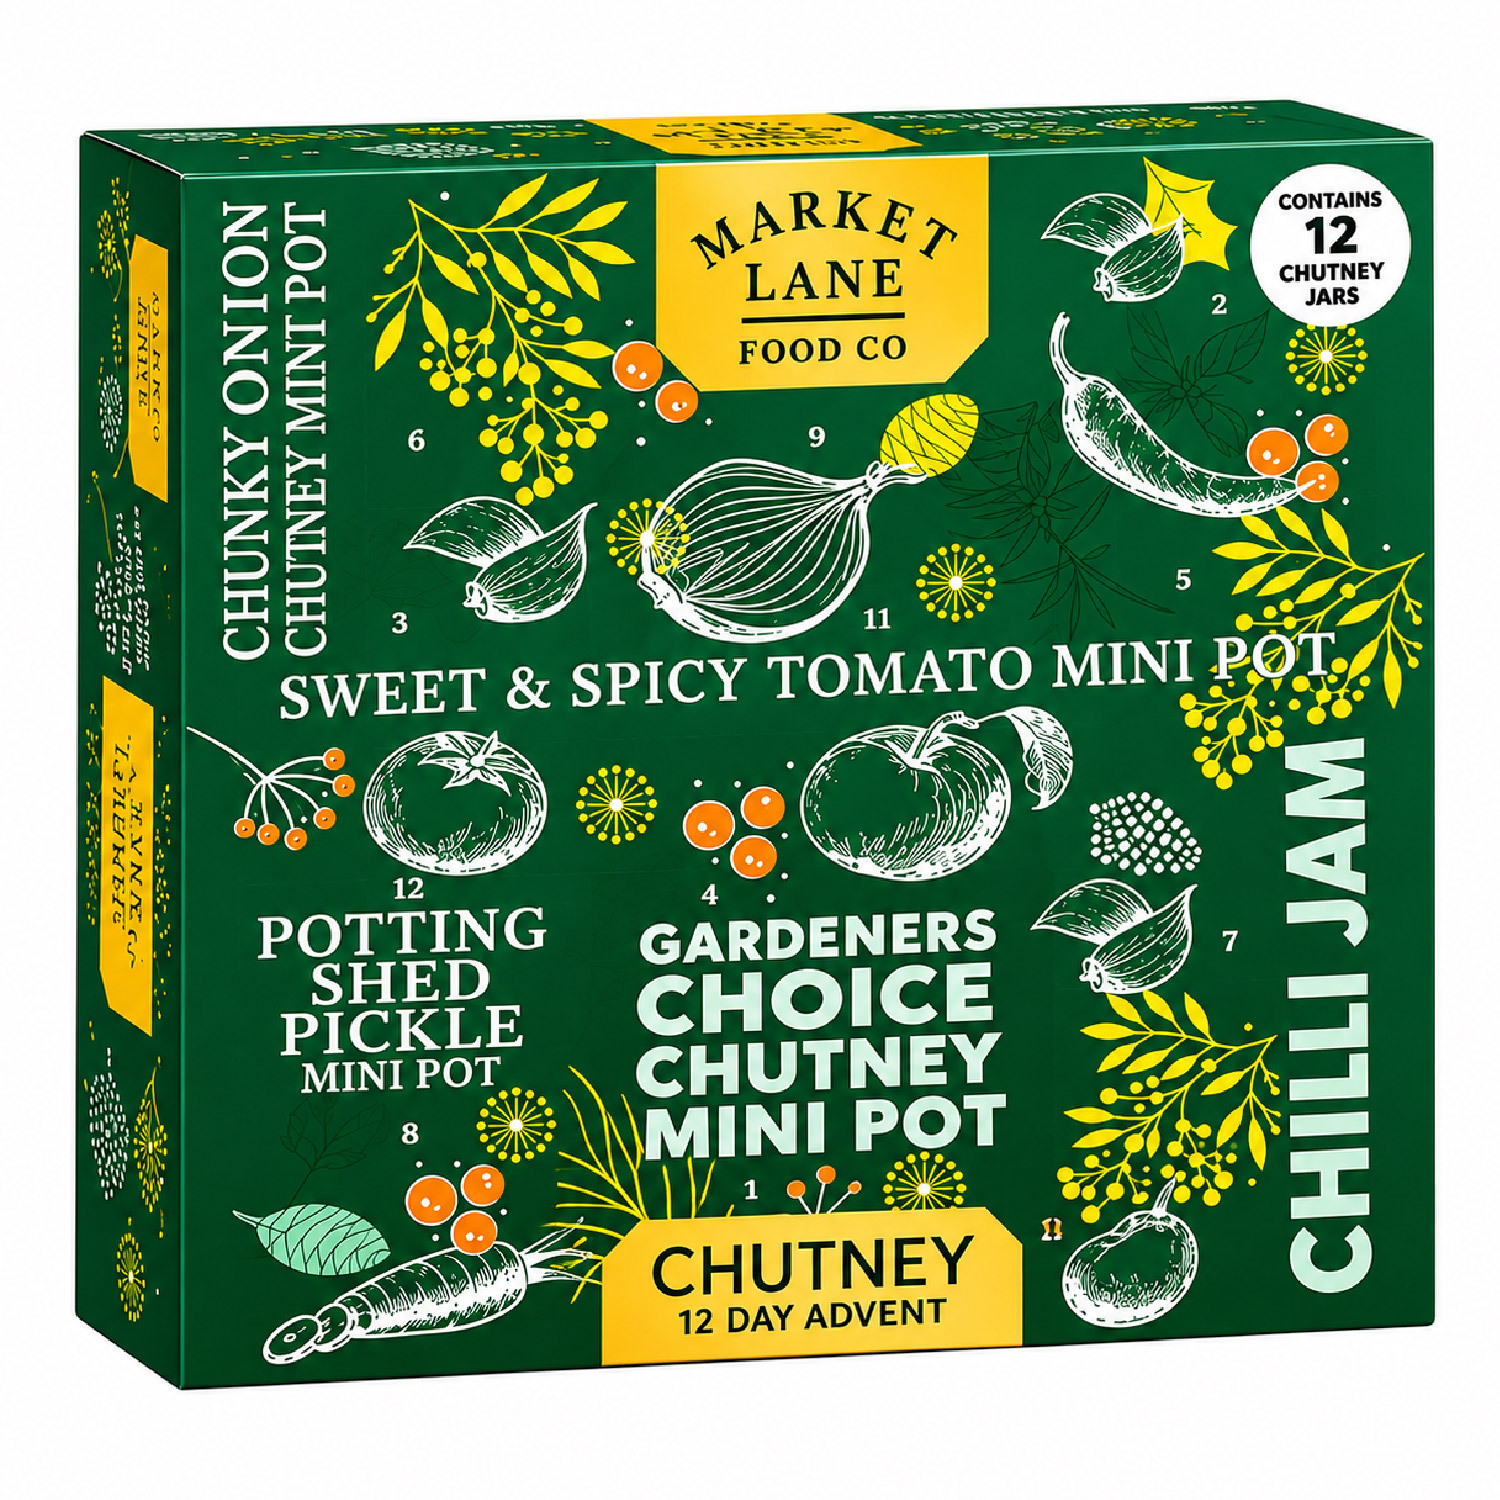 MARKET
LANE
FOOD CO
CONTAINS
12
CHUTNEY
JARS
CHUNKY ONION
CHUTNEY MINT POT
2
6
9
5
3
11
SWEET & SPICY TOMATO MINI POT
12
4
POTTING
SHED
PICKLE
MINI POT
GARDENERS
CHOICE
CHUTNEY
MINI POT
7
CHILLI JAM
8
1
CHUTNEY
12 DAY ADVENT